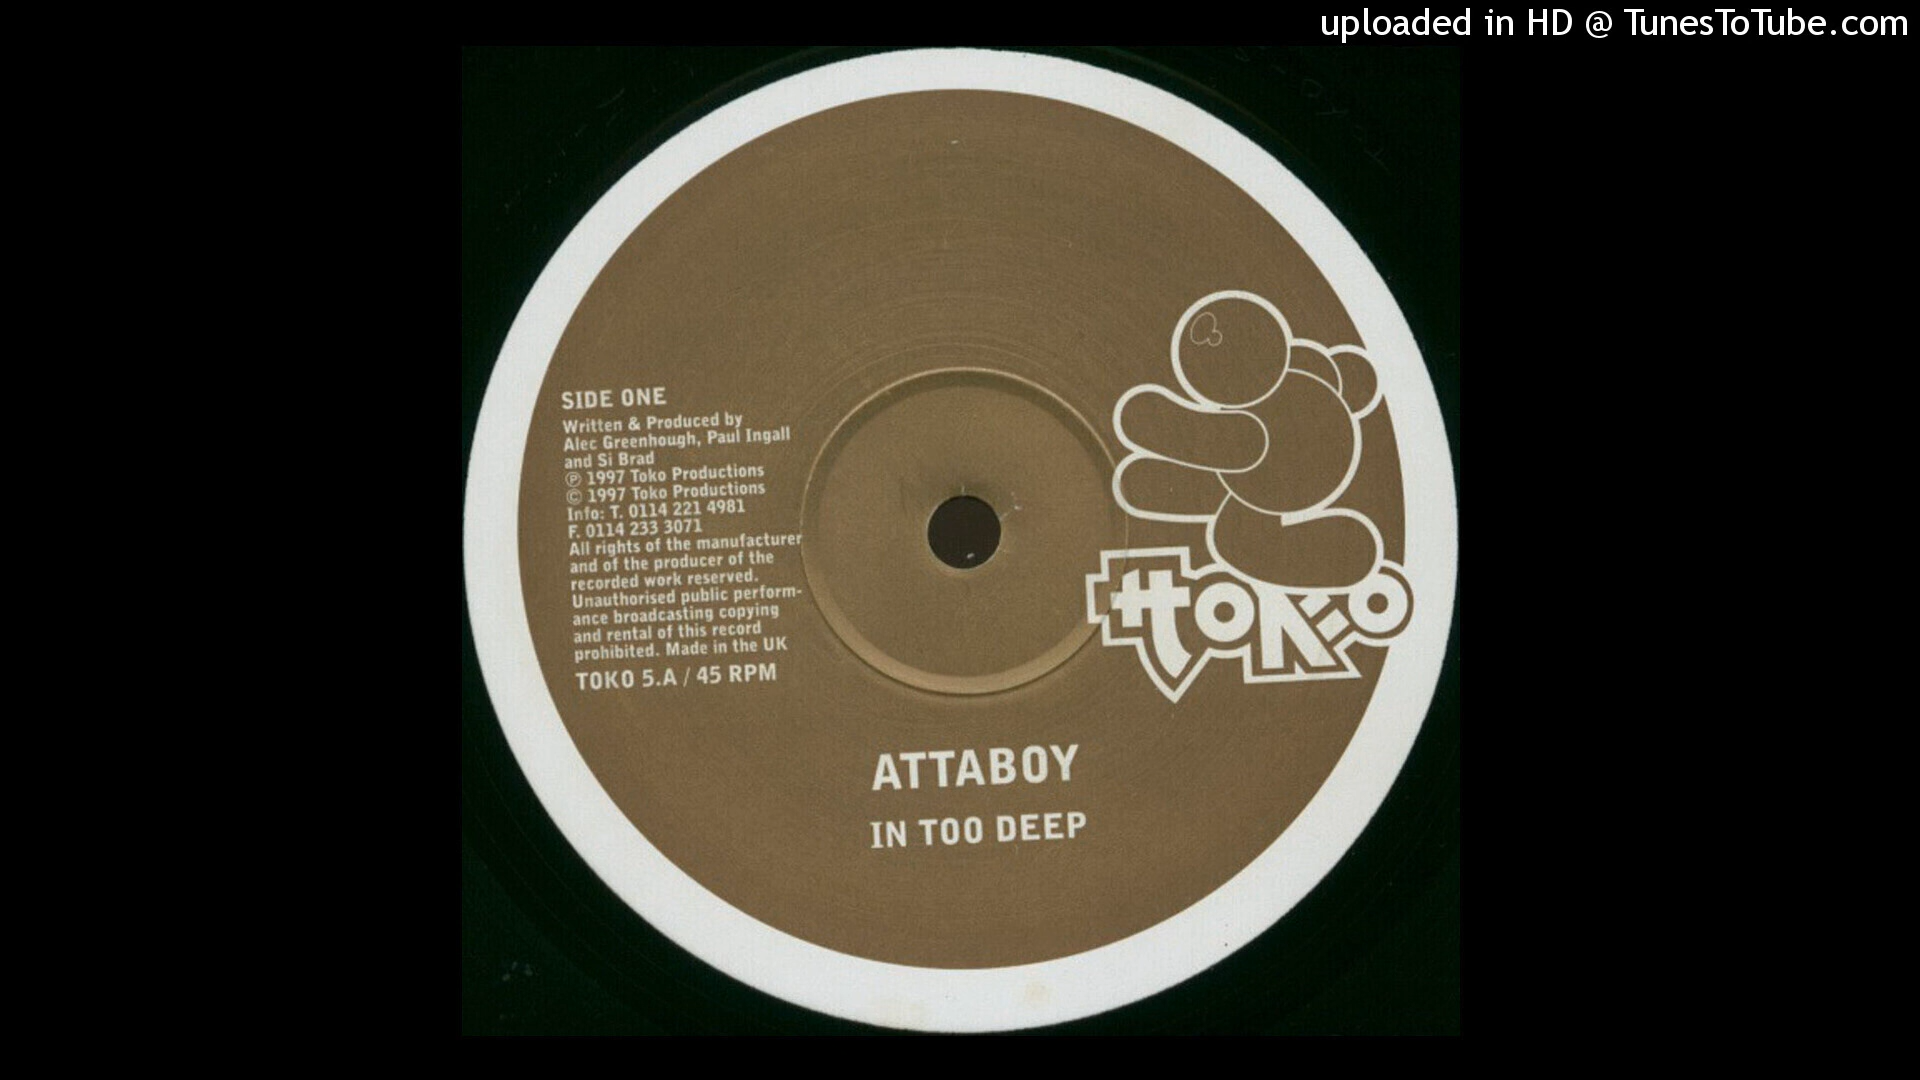 uploaded in HD @ TunesToTube.com
SIDE ONE
Written & Produced by
Alec Greenhough, Paul Ingall
and Si Brad
℗ 1997 Toko Productions
© 1997 Toko Productions
Info: T. 0114 221 4981
F. 0114 233 3071
All rights of the manufacturer
and of the producer of the
recorded work reserved.
Unauthorised public perform-
ance broadcasting copying
and rental of this record
prohibited. Made in the UK
TOKO 5.A / 45 RPM
TOKO
ATTABOY
IN TOO DEEP